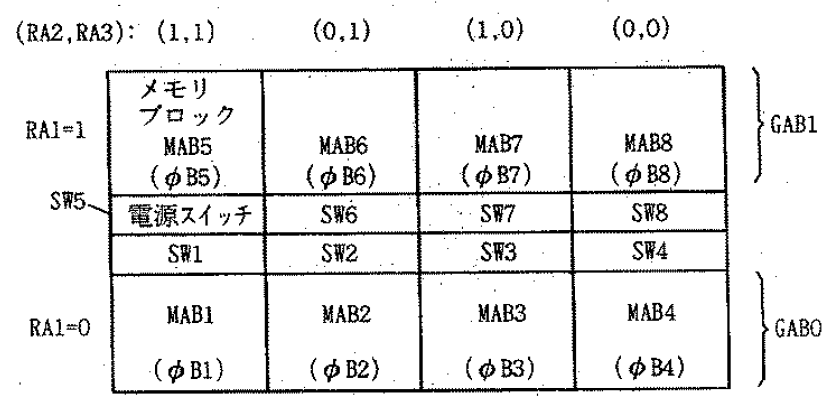 (RA2,RA3): (1,1) (0,1) (1,0) (0,0)
メモリ
ブロック
RA1=1
MAB5 MAB6 MAB7 MAB8
GAB1
(φB5) (φB6) (φB7) (φB8)
SW5
電源スイッチ SW6 SW7 SW8
SW1 SW2 SW3 SW4
RA1=0
MAB1 MAB2 MAB3 MAB4
GAB0
(φB1) (φB2) (φB3) (φB4)